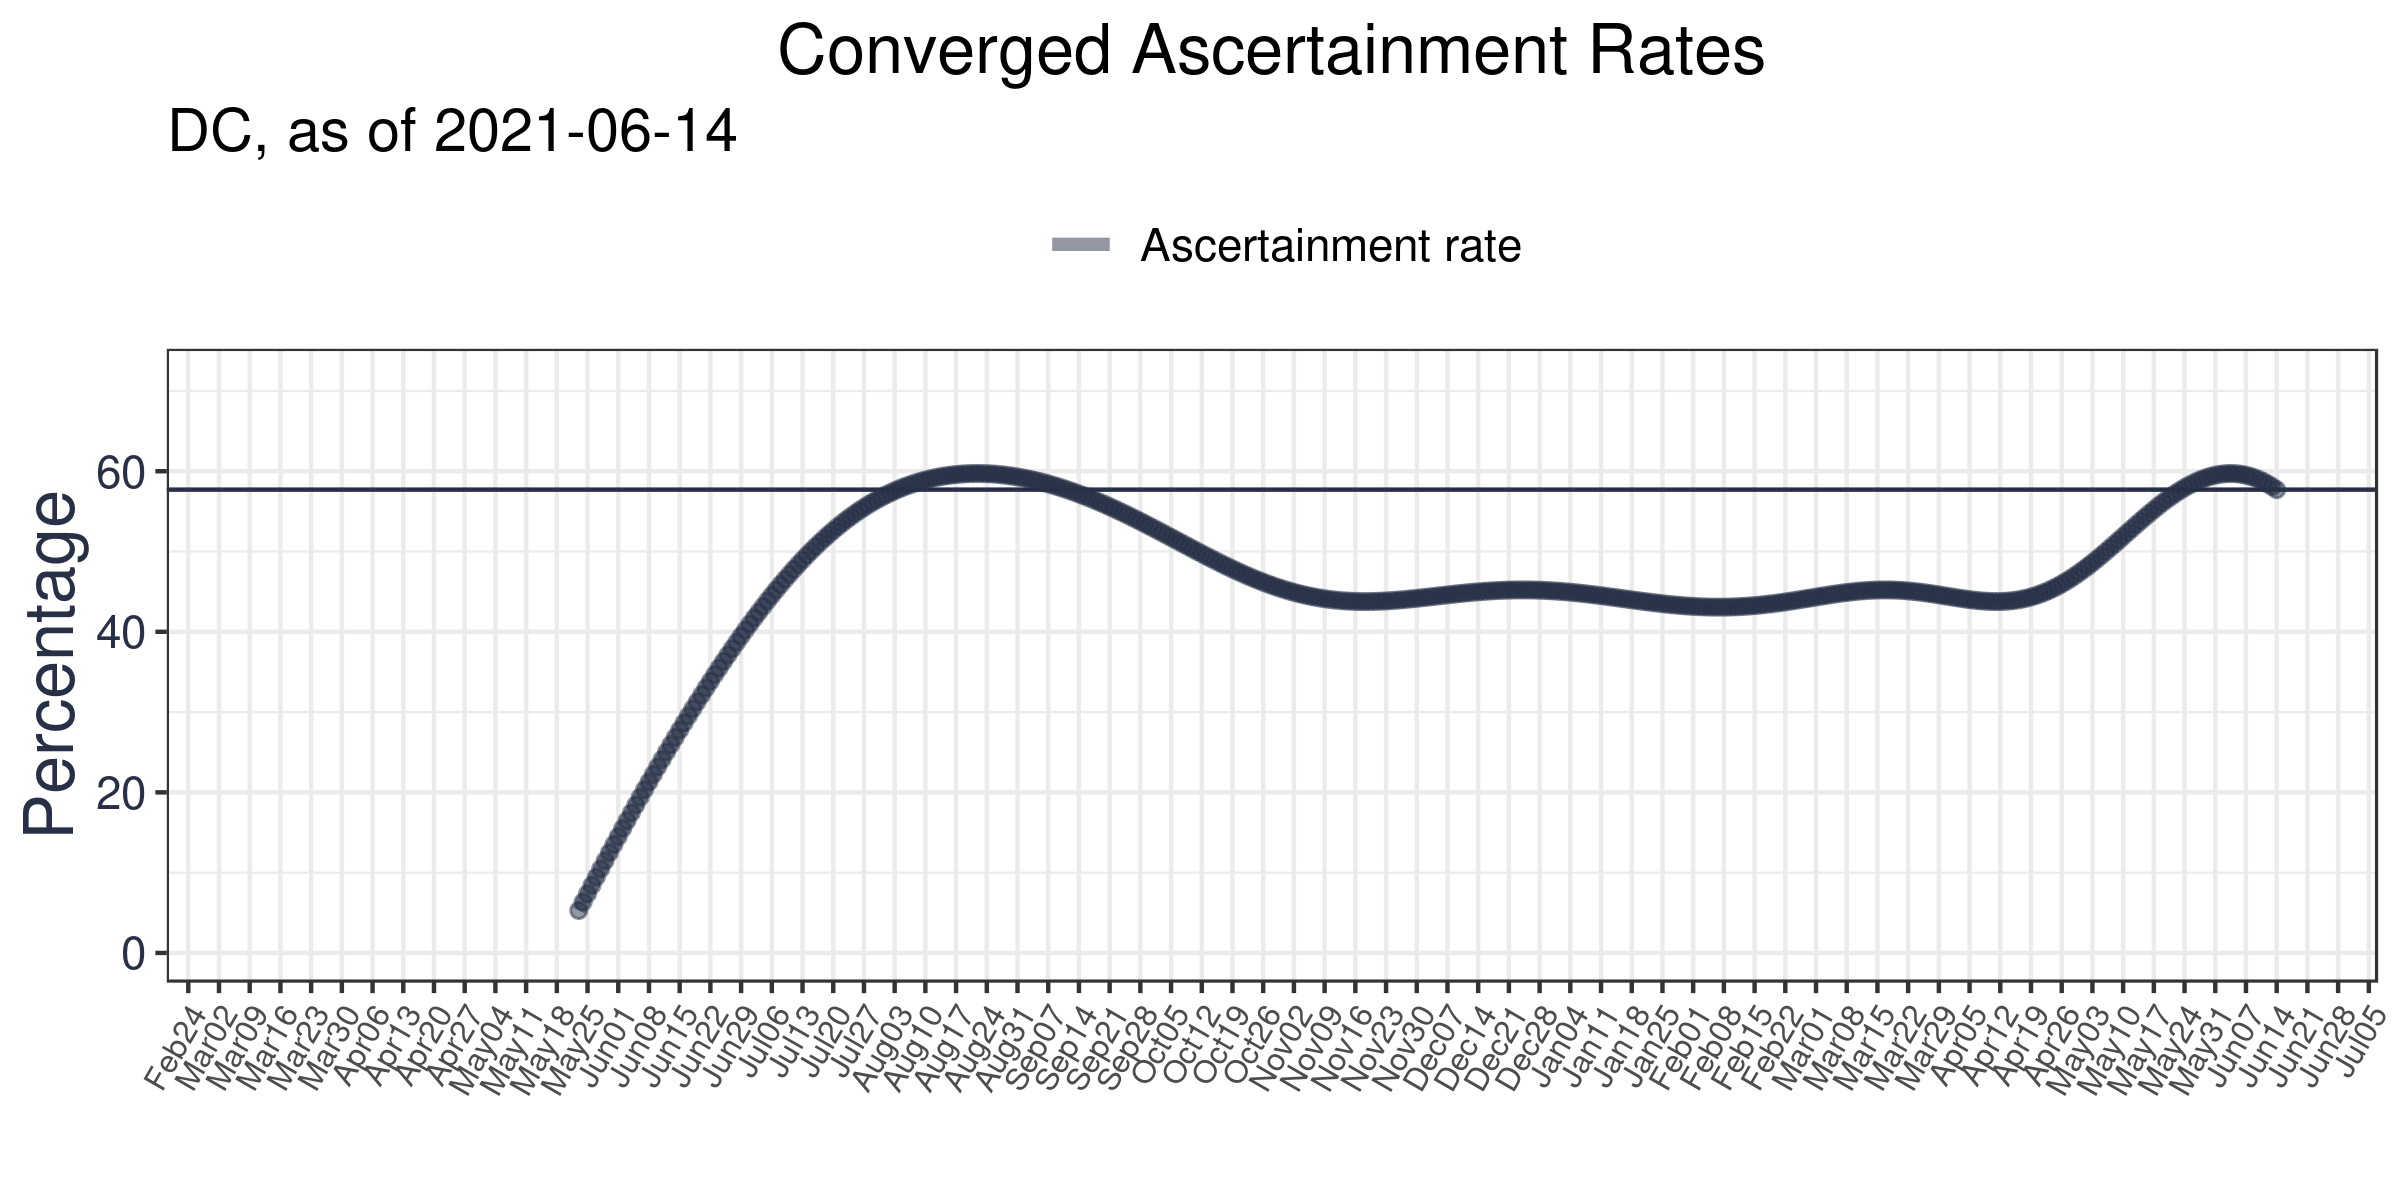 Converged Ascertainment Rates
DC, as of 2021-06-14
Ascertainment rate
Percentage
60
40
20
0
Feb24
Mar02
Mar09
Mar16
Mar23
Mar30
Apr06
Apr13
Apr20
Apr27
May04
May11
May18
May25
Jun01
Jun08
Jun15
Jun22
Jun29
Jul06
Jul13
Jul20
Jul27
Aug03
Aug10
Aug17
Aug24
Aug31
Sep07
Sep14
Sep21
Sep28
Oct05
Oct12
Oct19
Oct26
Nov02
Nov09
Nov16
Nov23
Nov30
Dec07
Dec14
Dec21
Dec28
Jan04
Jan11
Jan18
Jan25
Feb01
Feb08
Feb15
Feb22
Mar01
Mar08
Mar15
Mar22
Mar29
Apr05
Apr12
Apr19
Apr26
May03
May10
May17
May24
May31
Jun07
Jun14
Jun21
Jun28
Jul05